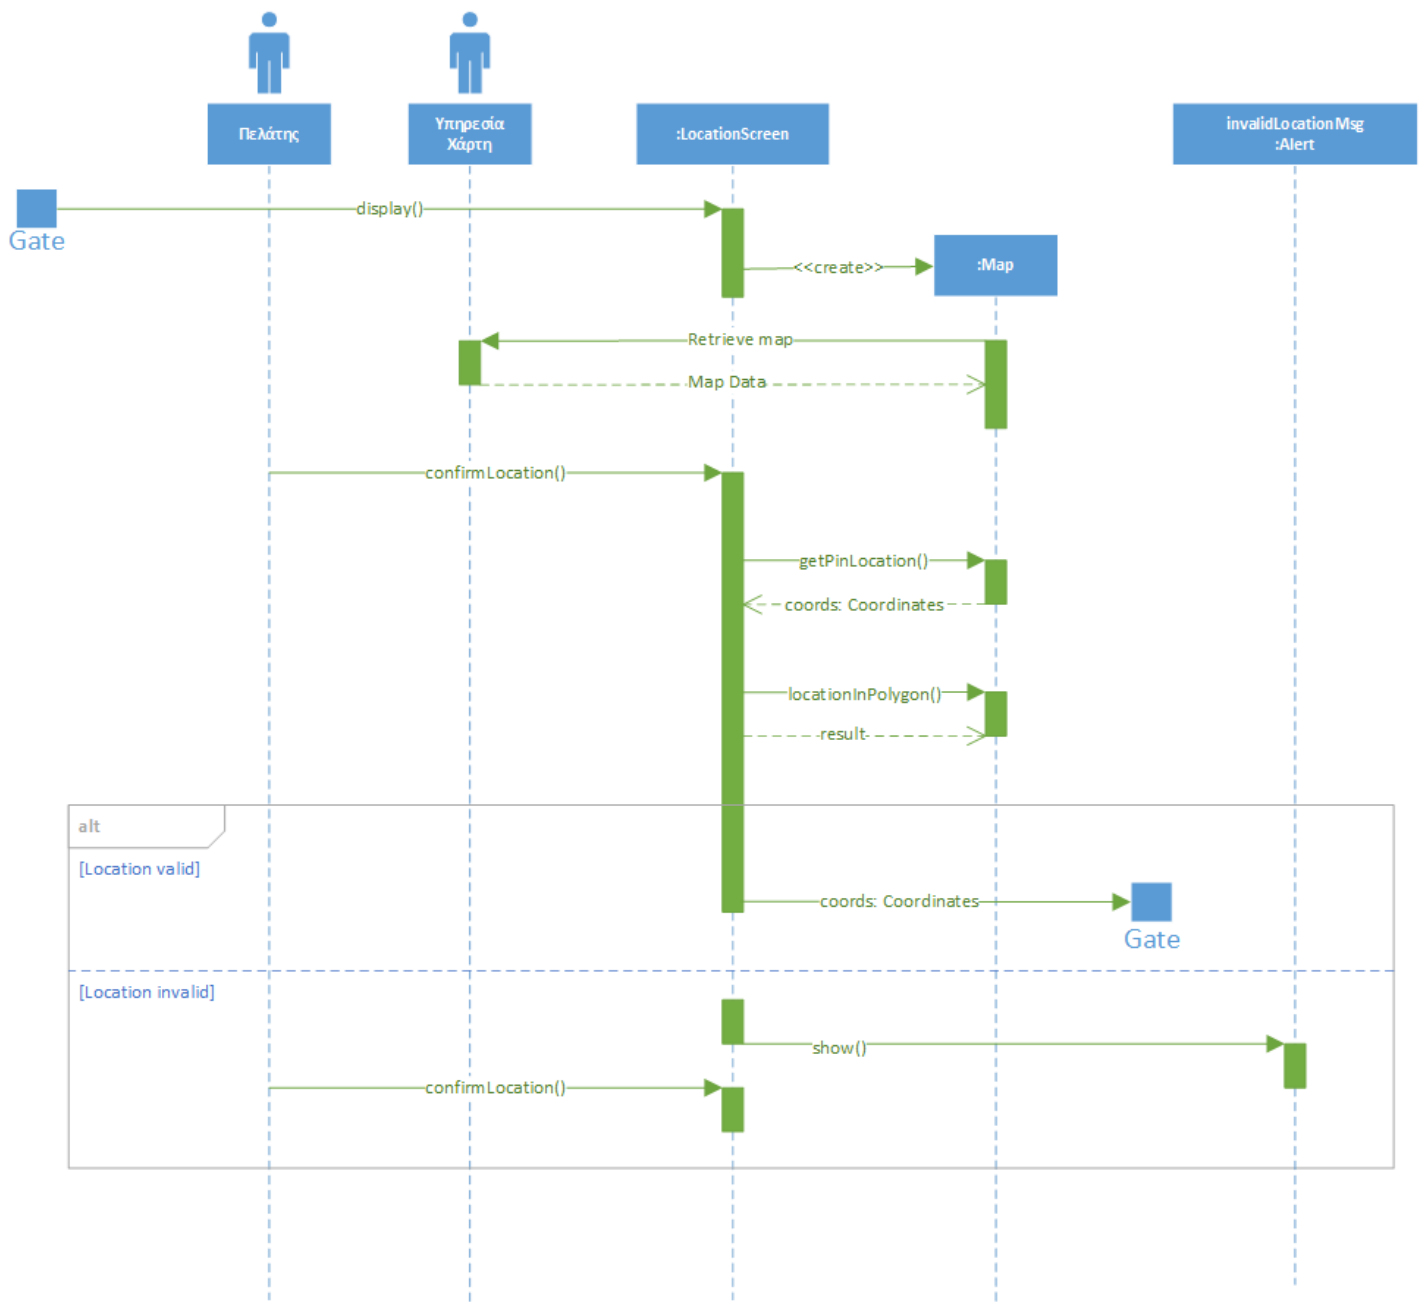 Πελάτης
Υπηρεσία
Χάρτη
:LocationScreen
invalidLocationMsg
:Alert
display()
Gate
<<create>>
:Map
Retrieve map
Map Data
confirmLocation()
getPinLocation()
coords: Coordinates
locationInPolygon()
result
alt
[Location valid]
coords: Coordinates
Gate
[Location invalid]
show()
confirmLocation()